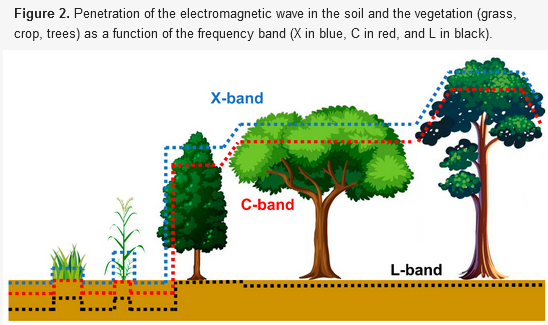 Figure 2. Penetration of the electromagnetic wave in the soil and the vegetation (grass,
crop, trees) as a function of the frequency band (X in blue, C in red, and L in black).
X-band
C-band
L-band